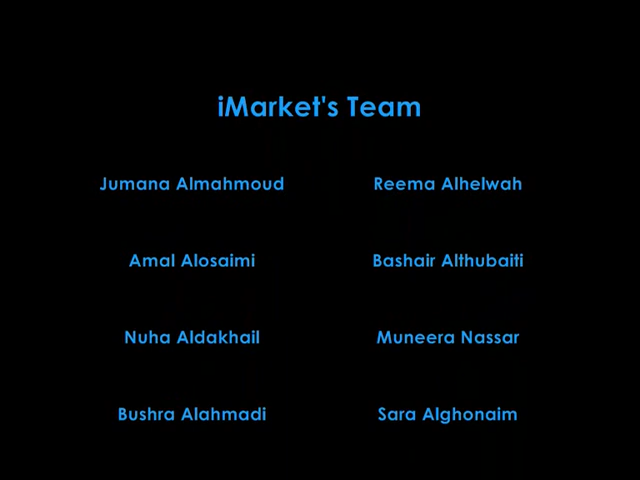 iMarket's Team
Jumana Almahmoud
Reema Alhelwah
Amal Alosaimi
Bashair Althubaiti
Nuha Aldakhail
Muneera Nassar
Bushra Alahmadi
Sara Alghonaim